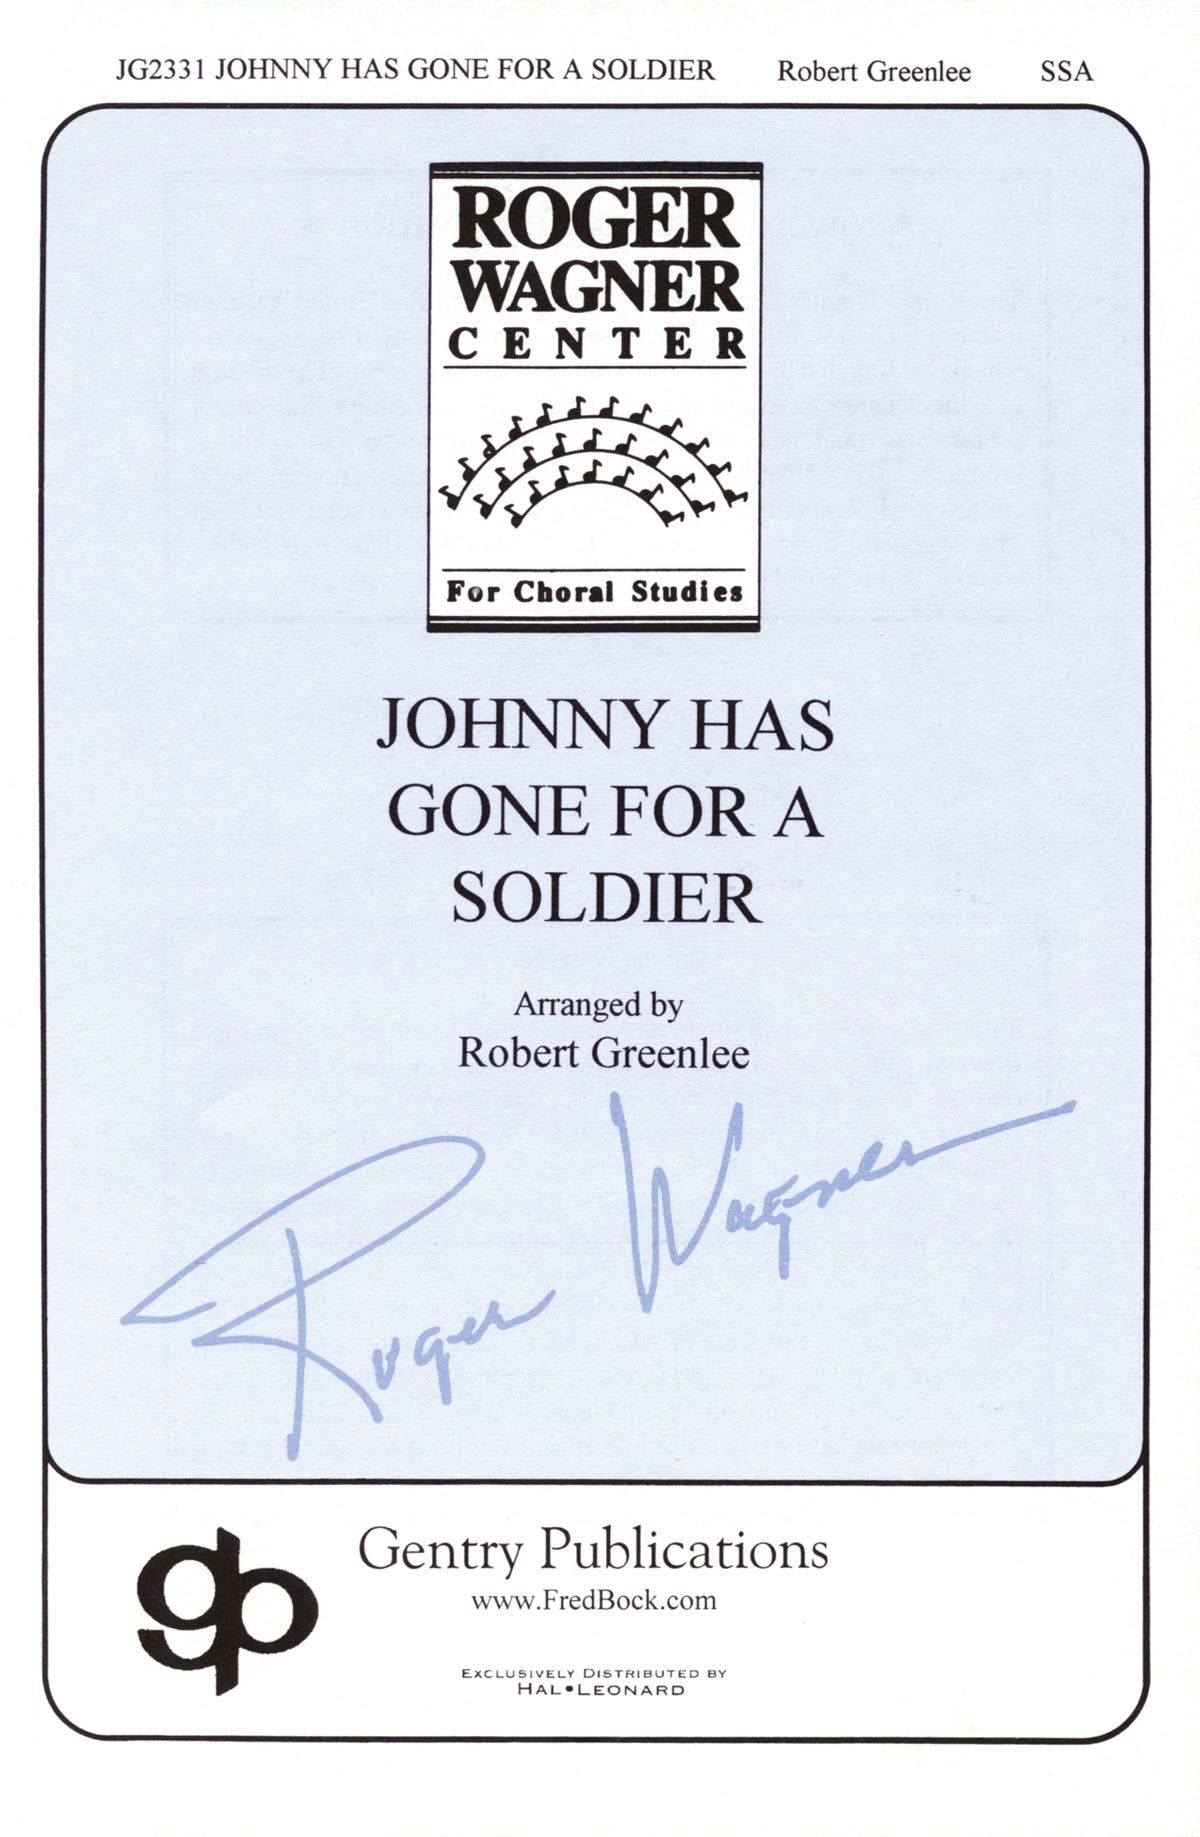 JG2331 JOHNNY HAS GONE FOR A SOLDIER Robert Greenlee SSA
ROGER
WAGNER
CENTER
For Choral Studies
JOHNNY HAS
GONE FOR A
SOLDIER
Arranged by
Robert Greenlee
Roger Wagner
gp
Gentry Publications
www.FredBock.com
EXCLUSIVELY DISTRIBUTED BY
HAL•LEONARD